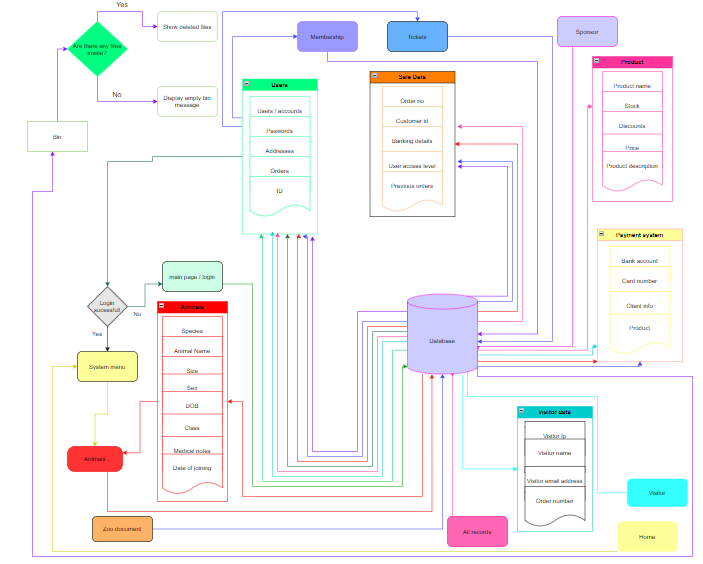 Yes
Are there any files
inside?
Show deleted files
No
Display empty bin
message
Bin
Membership
Tickets
Sponsor
Users
Users / accounts
Passwords
Addresses
Orders
ID
Sale Data
Order no
Customer id
Banking details
User access level
Previous orders
Product
Product name
Stock
Discounts
Price
Product description
Payment system
Bank account
Card number
Client info
Product
main page / login
Login
sucessfull
No
Yes
System menu
Animals
Animals
Species
Animal Name
Size
Sex
DOB
Class
Medical notes
Date of joining
Database
Visitor data
Visitor Ip
Visitor name
Visitor email address
Order number
Zoo document
All records
Visitor
Home